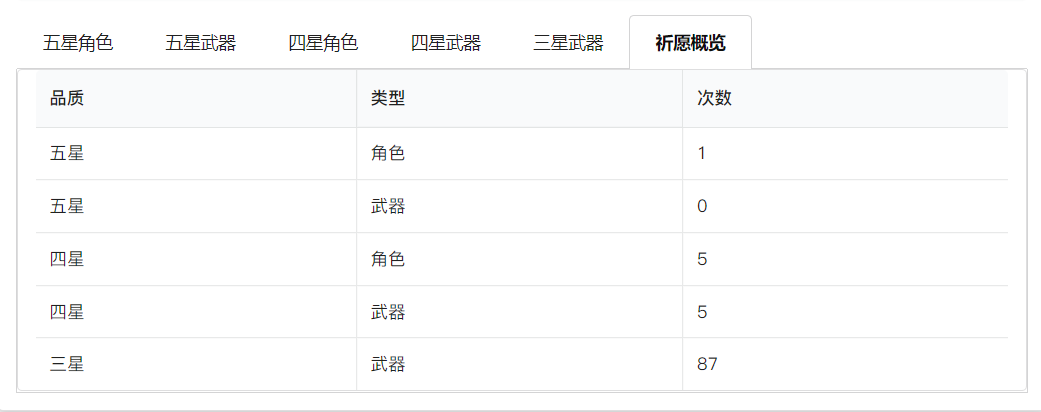 五星角色 五星武器 四星角色 四星武器 三星武器 祈愿概览
品质 类型 次数
五星 角色 1
五星 武器 0
四星 角色 5
四星 武器 5
三星 武器 87